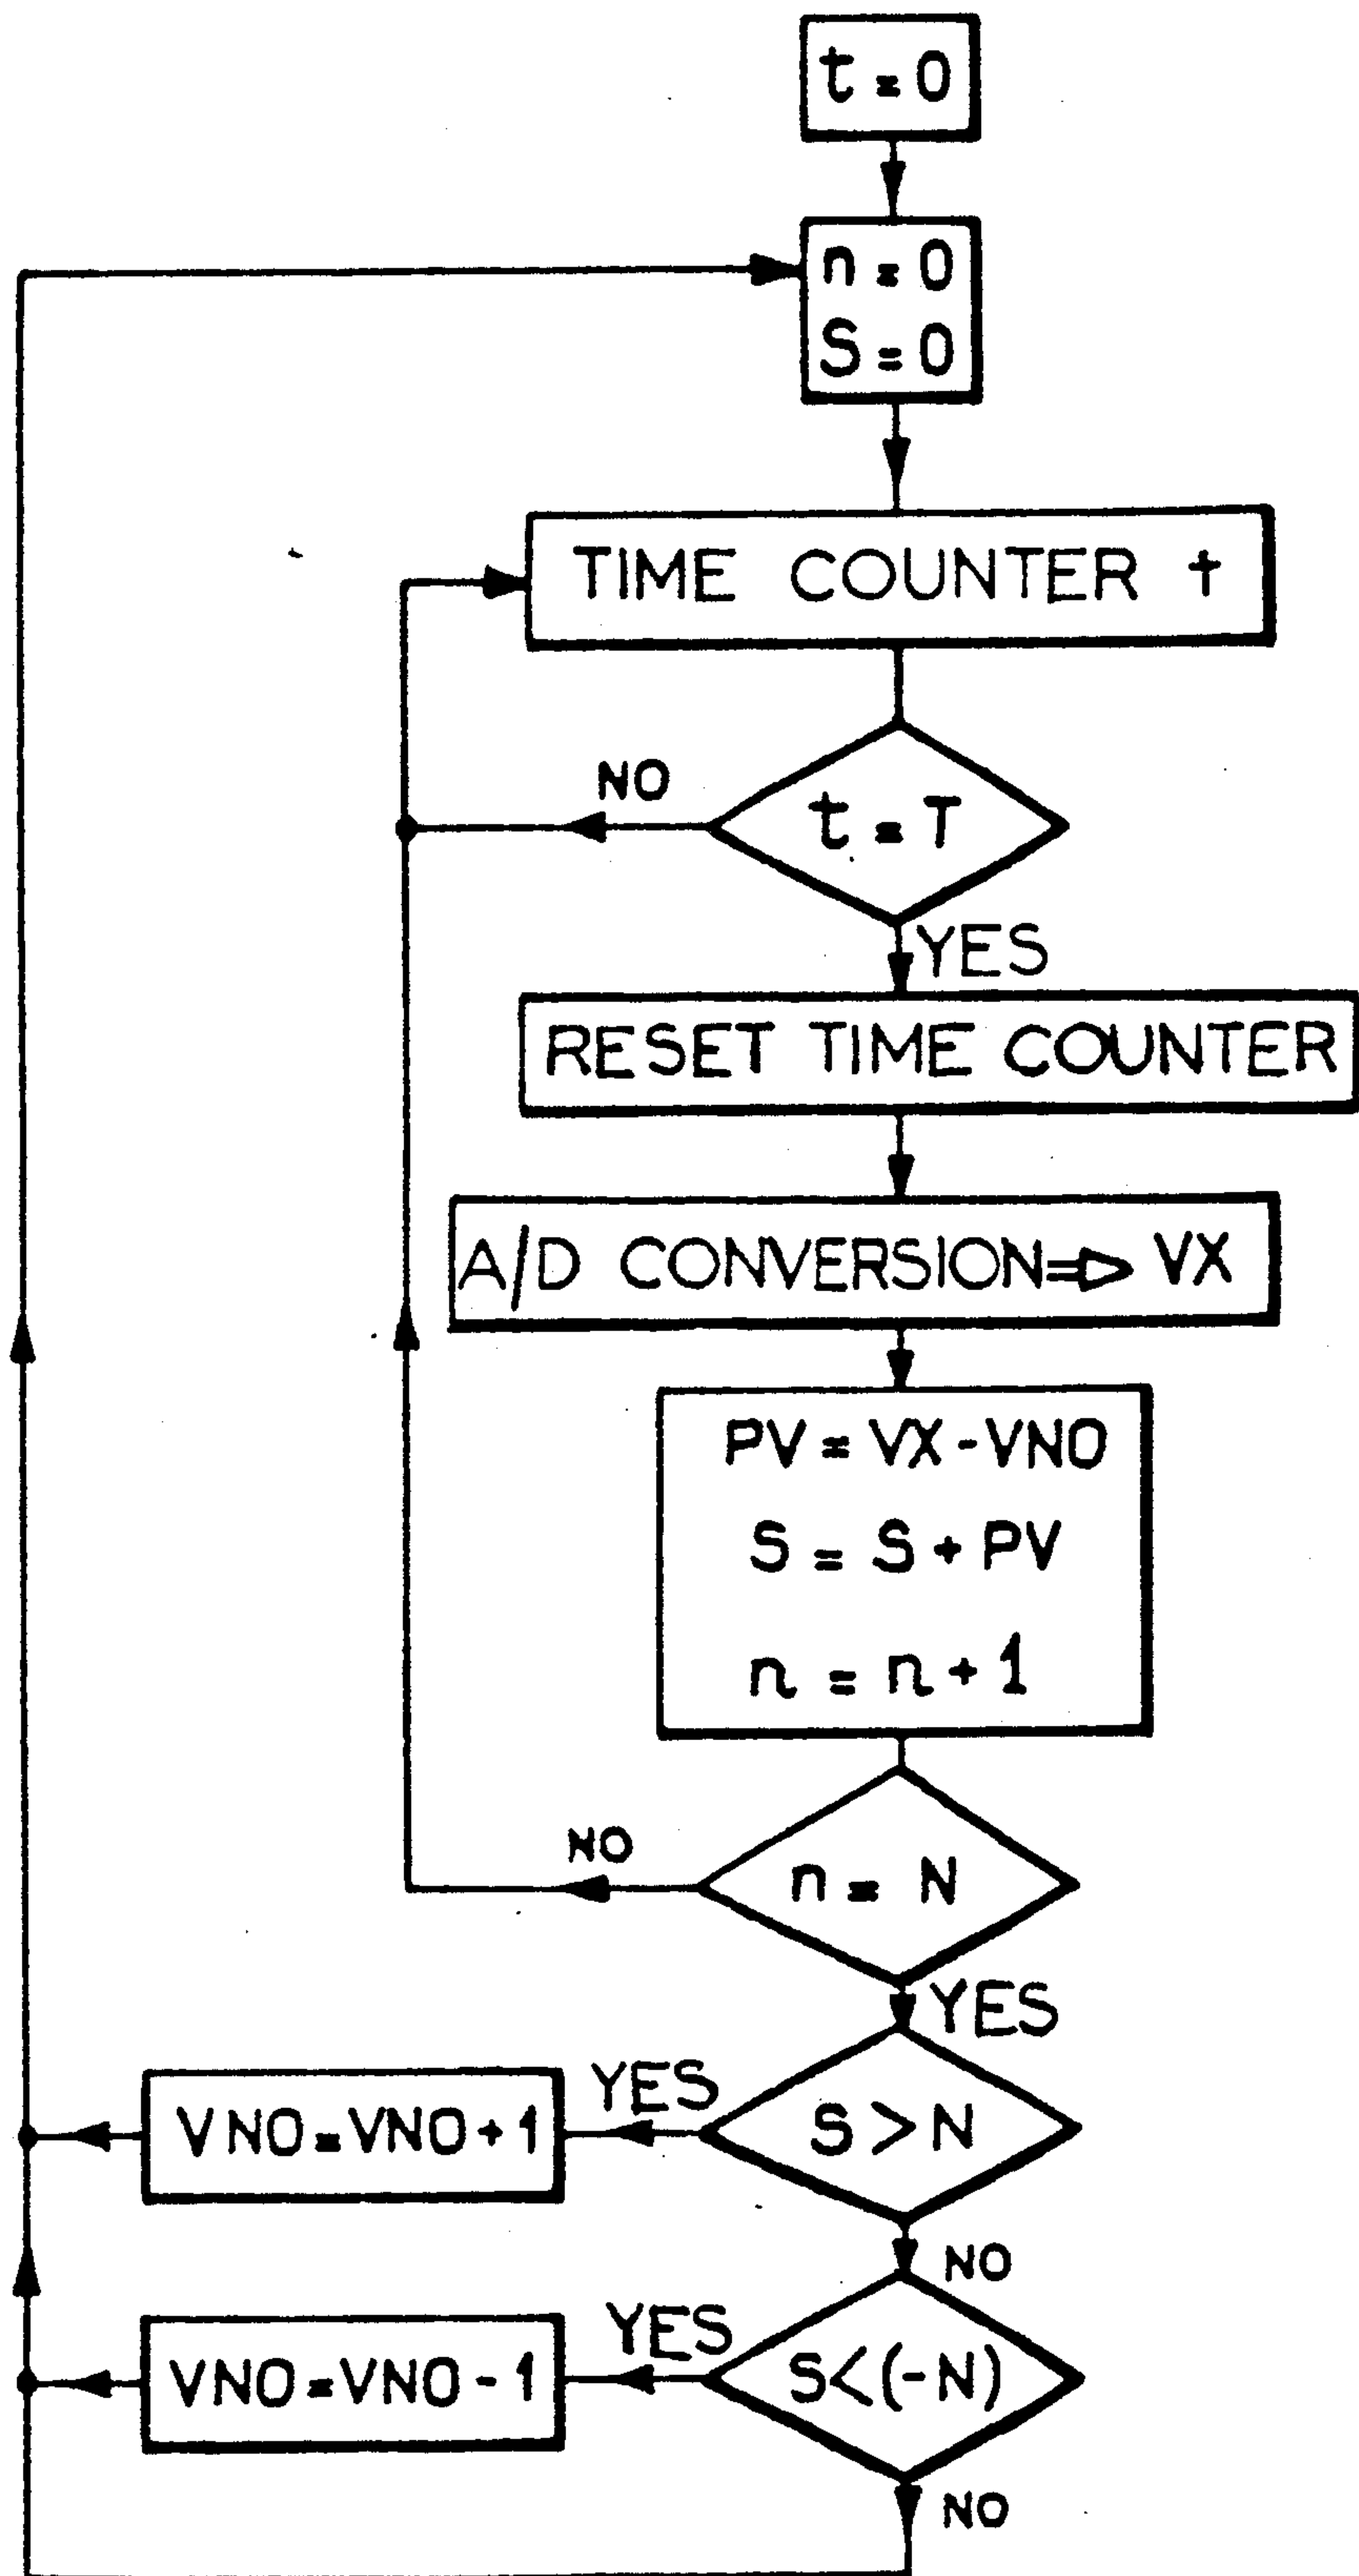 t = 0
n = 0
S = 0
TIME COUNTER t
NO
t = T
YES
RESET TIME COUNTER
A/D CONVERSION ⇒ VX
PV = VX - VNO
S = S + PV
n = n + 1
NO
n = N
YES
VNO = VNO + 1
YES
S > N
NO
VNO = VNO - 1
YES
S < (-N)
NO